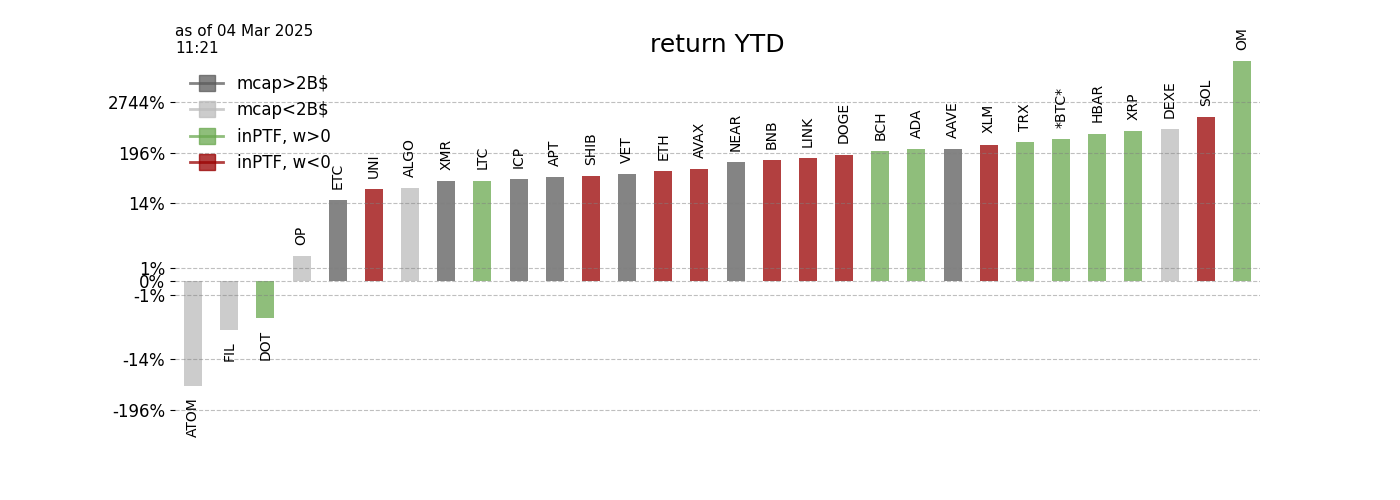 as of 04 Mar 2025
11:21
return YTD
mcap>2B$
mcap<2B$
inPTF, w>0
inPTF, w<0
2744%
196%
14%
1%
0%
-1%
-14%
-196%
ATOM
FIL
DOT
OP
ETC
UNI
ALGO
XMR
LTC
ICP
APT
SHIB
VET
ETH
AVAX
NEAR
BNB
LINK
DOGE
BCH
ADA
AAVE
XLM
TRX
*BTC*
HBAR
XRP
DEXE
SOL
OM